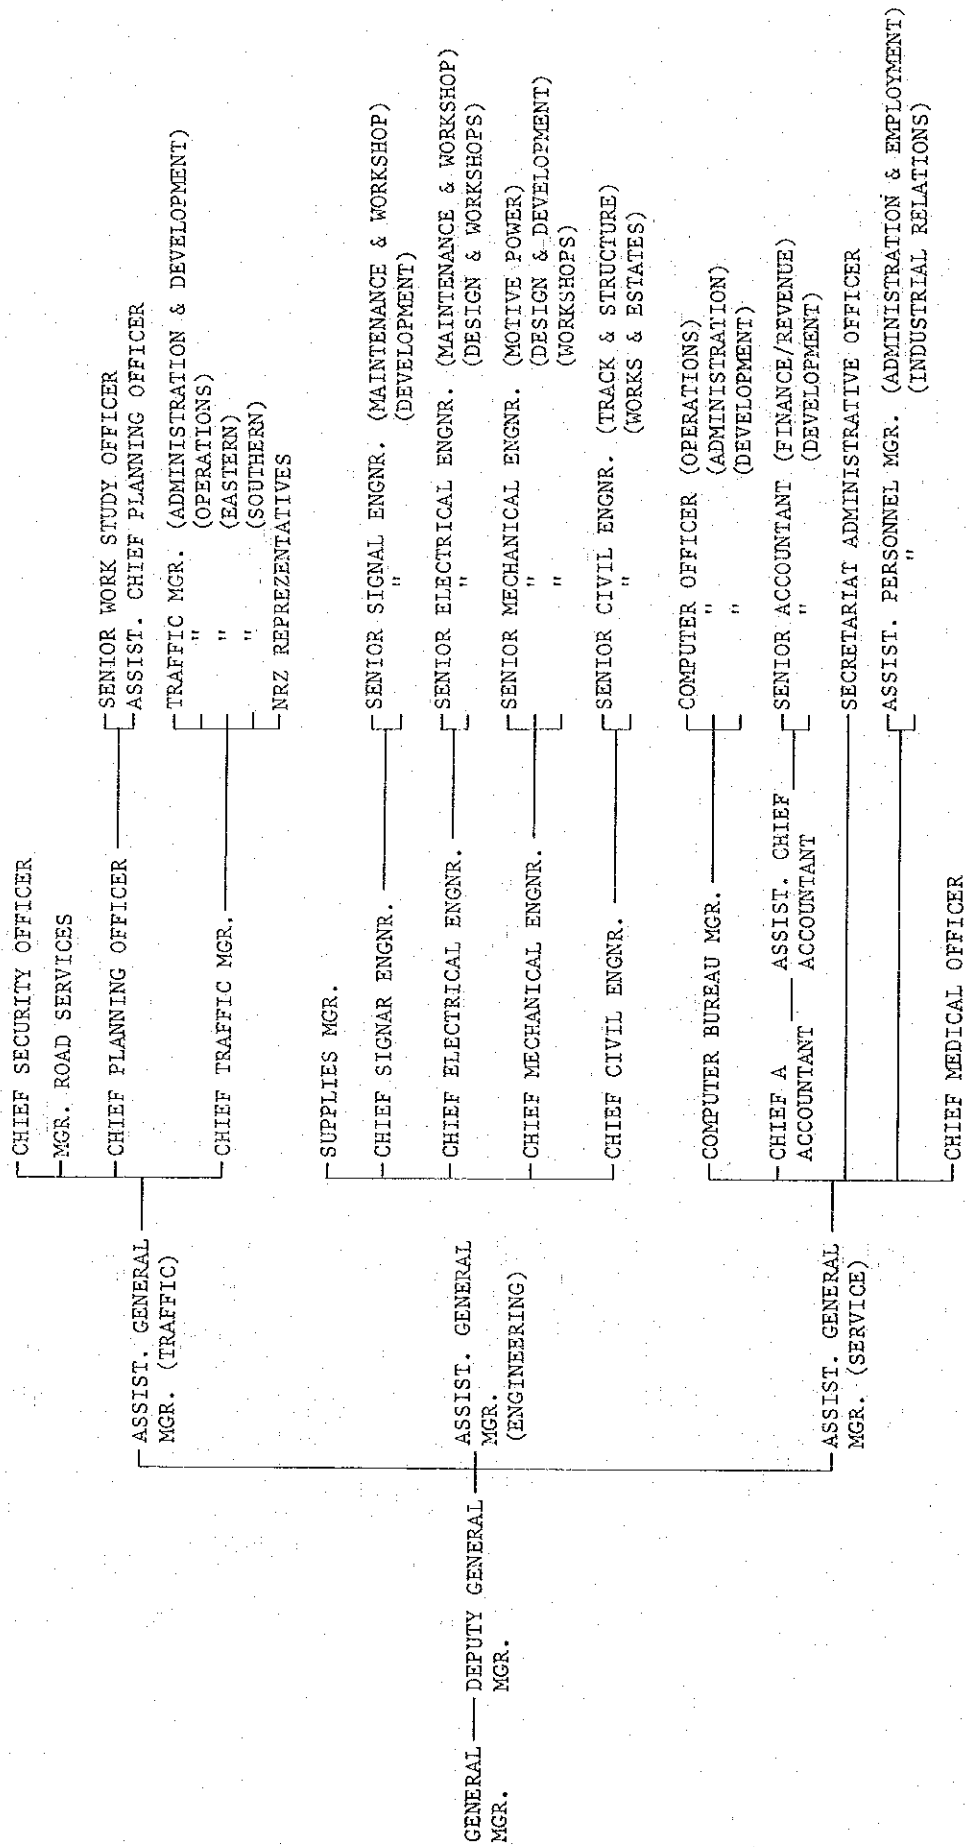 GENERAL
MGR.
DEPUTY GENERAL
MGR.
ASSIST. GENERAL
MGR. (TRAFFIC)
CHIEF SECURITY OFFICER
MGR. ROAD SERVICES
CHIEF PLANNING OFFICER
SENIOR WORK STUDY OFFICER
ASSIST. CHIEF PLANNING OFFICER
CHIEF TRAFFIC MGR.
TRAFFIC MGR. (ADMINISTRATION & DEVELOPMENT)
" (OPERATIONS)
" (EASTERN)
" (SOUTHERN)
NRZ REPREZENTATIVES
ASSIST. GENERAL
MGR.
(ENGINEERING)
SUPPLIES MGR.
CHIEF SIGNAR ENGNR.
SENIOR SIGNAL ENGNR. (MAINTENANCE & WORKSHOP)
" (DEVELOPMENT)
CHIEF ELECTRICAL ENGNR.
SENIOR ELECTRICAL ENGNR. (MAINTENANCE & WORKSHOP)
" (DESIGN & WORKSHOPS)
CHIEF MECHANICAL ENGNR.
SENIOR MECHANICAL ENGNR. (MOTIVE POWER)
" (DESIGN & DEVELOPMENT)
" (WORKSHOPS)
CHIEF CIVIL ENGNR.
SENIOR CIVIL ENGNR. (TRACK & STRUCTURE)
" (WORKS & ESTATES)
ASSIST. GENERAL
MGR. (SERVICE)
COMPUTER BUREAU MGR.
COMPUTER OFFICER (OPERATIONS)
" (ADMINISTRATION)
" (DEVELOPMENT)
CHIEF A
ACCOUNTANT
ASSIST. CHIEF
ACCOUNTANT
SENIOR ACCOUNTANT (FINANCE/REVENUE)
" (DEVELOPMENT)
SECRETARIAT ADMINISTRATIVE OFFICER
ASSIST. PERSONNEL MGR. (ADMINISTRATION & EMPLOYMENT)
" (INDUSTRIAL RELATIONS)
CHIEF MEDICAL OFFICER